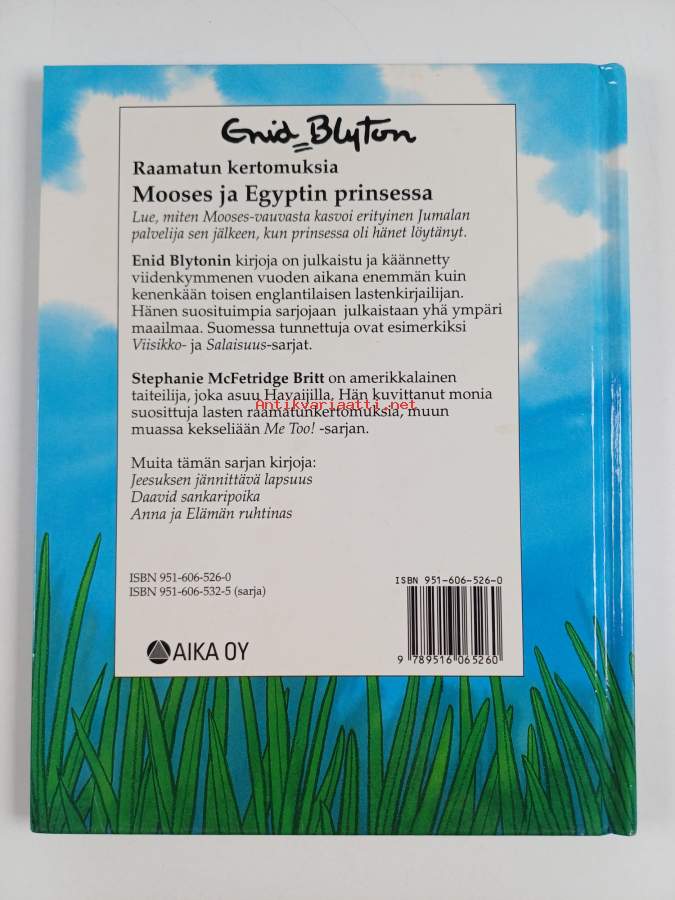 Enid Blyton
Raamatun kertomuksia
Mooses ja Egyptin prinsessa
Lue, miten Mooses-vauvasta kasvoi erityinen Jumalan
palvelija sen jälkeen, kun prinsessa oli hänet löytänyt.
Enid Blytonin kirjoja on julkaistu ja käännetty
viidenkymmenen vuoden aikana enemmän kuin
kenenkään toisen englantilaisen lastenkirjailijan.
Hänen suosituimpia sarjojaan julkaistaan yhä ympäri
maailmaa. Suomessa tunnettuja ovat esimerkiksi
Viisikko- ja Salaisuus-sarjat.
Stephanie McFetridge Britt on amerikkalainen
taiteilija, joka asuu Havaijilla. Hän kuvittanut monia
Antikvariaatti.net
suosittuja lasten raamatunkertomuksia, muun
muassa kekseliään Me Too! -sarjan.
Muita tämän sarjan kirjoja:
Jeesuksen jännittävä lapsuus
Daavid sankaripoika
Anna ja Elämän ruhtinas
ISBN 951-606-526-0
ISBN 951-606-532-5 (sarja)
AIKA OY
ISBN 951-606-526-0
9 789516 065260